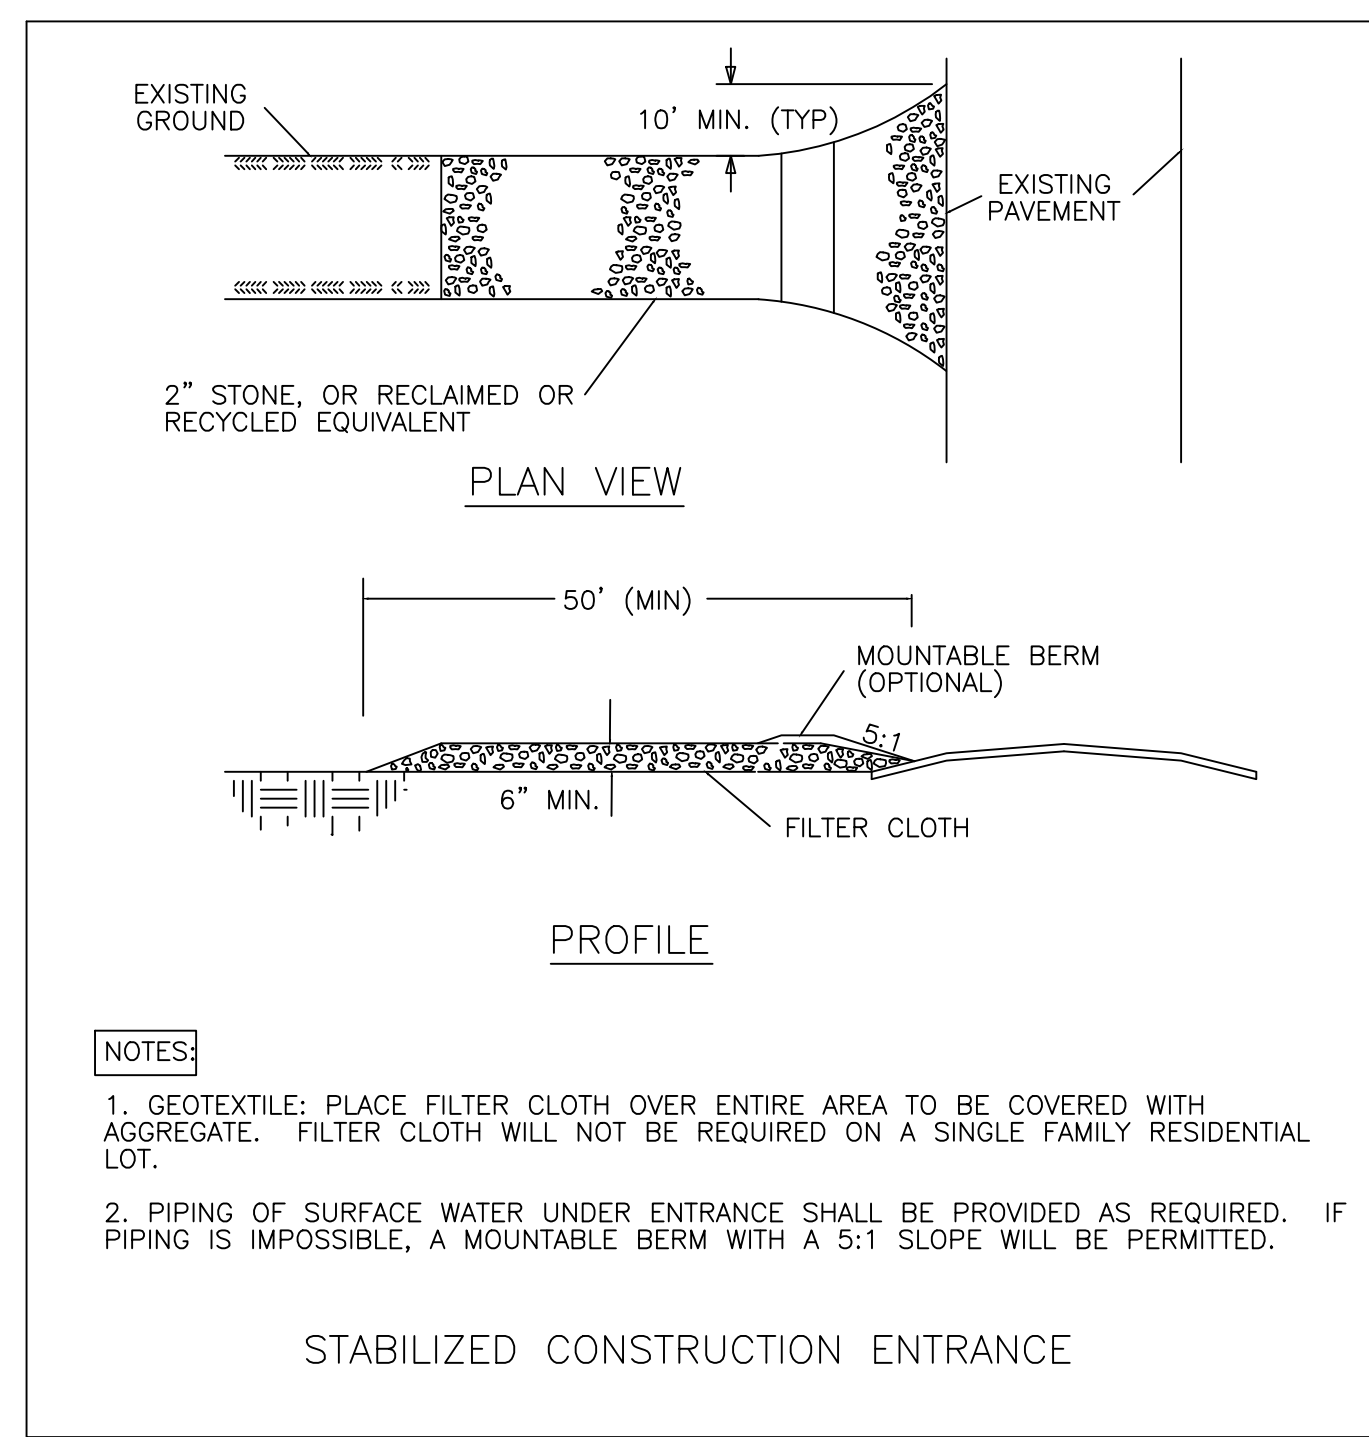 EXISTING
GROUND
10' MIN. (TYP)
EXISTING
PAVEMENT
2” STONE, OR RECLAIMED OR
RECYCLED EQUIVALENT
PLAN VIEW
50' (MIN)
MOUNTABLE BERM
(OPTIONAL)
5:1
6” MIN.
FILTER CLOTH
PROFILE
NOTES:
1. GEOTEXTILE: PLACE FILTER CLOTH OVER ENTIRE AREA TO BE COVERED WITH
AGGREGATE. FILTER CLOTH WILL NOT BE REQUIRED ON A SINGLE FAMILY RESIDENTIAL
LOT.
2. PIPING OF SURFACE WATER UNDER ENTRANCE SHALL BE PROVIDED AS REQUIRED. IF
PIPING IS IMPOSSIBLE, A MOUNTABLE BERM WITH A 5:1 SLOPE WILL BE PERMITTED.
STABILIZED CONSTRUCTION ENTRANCE